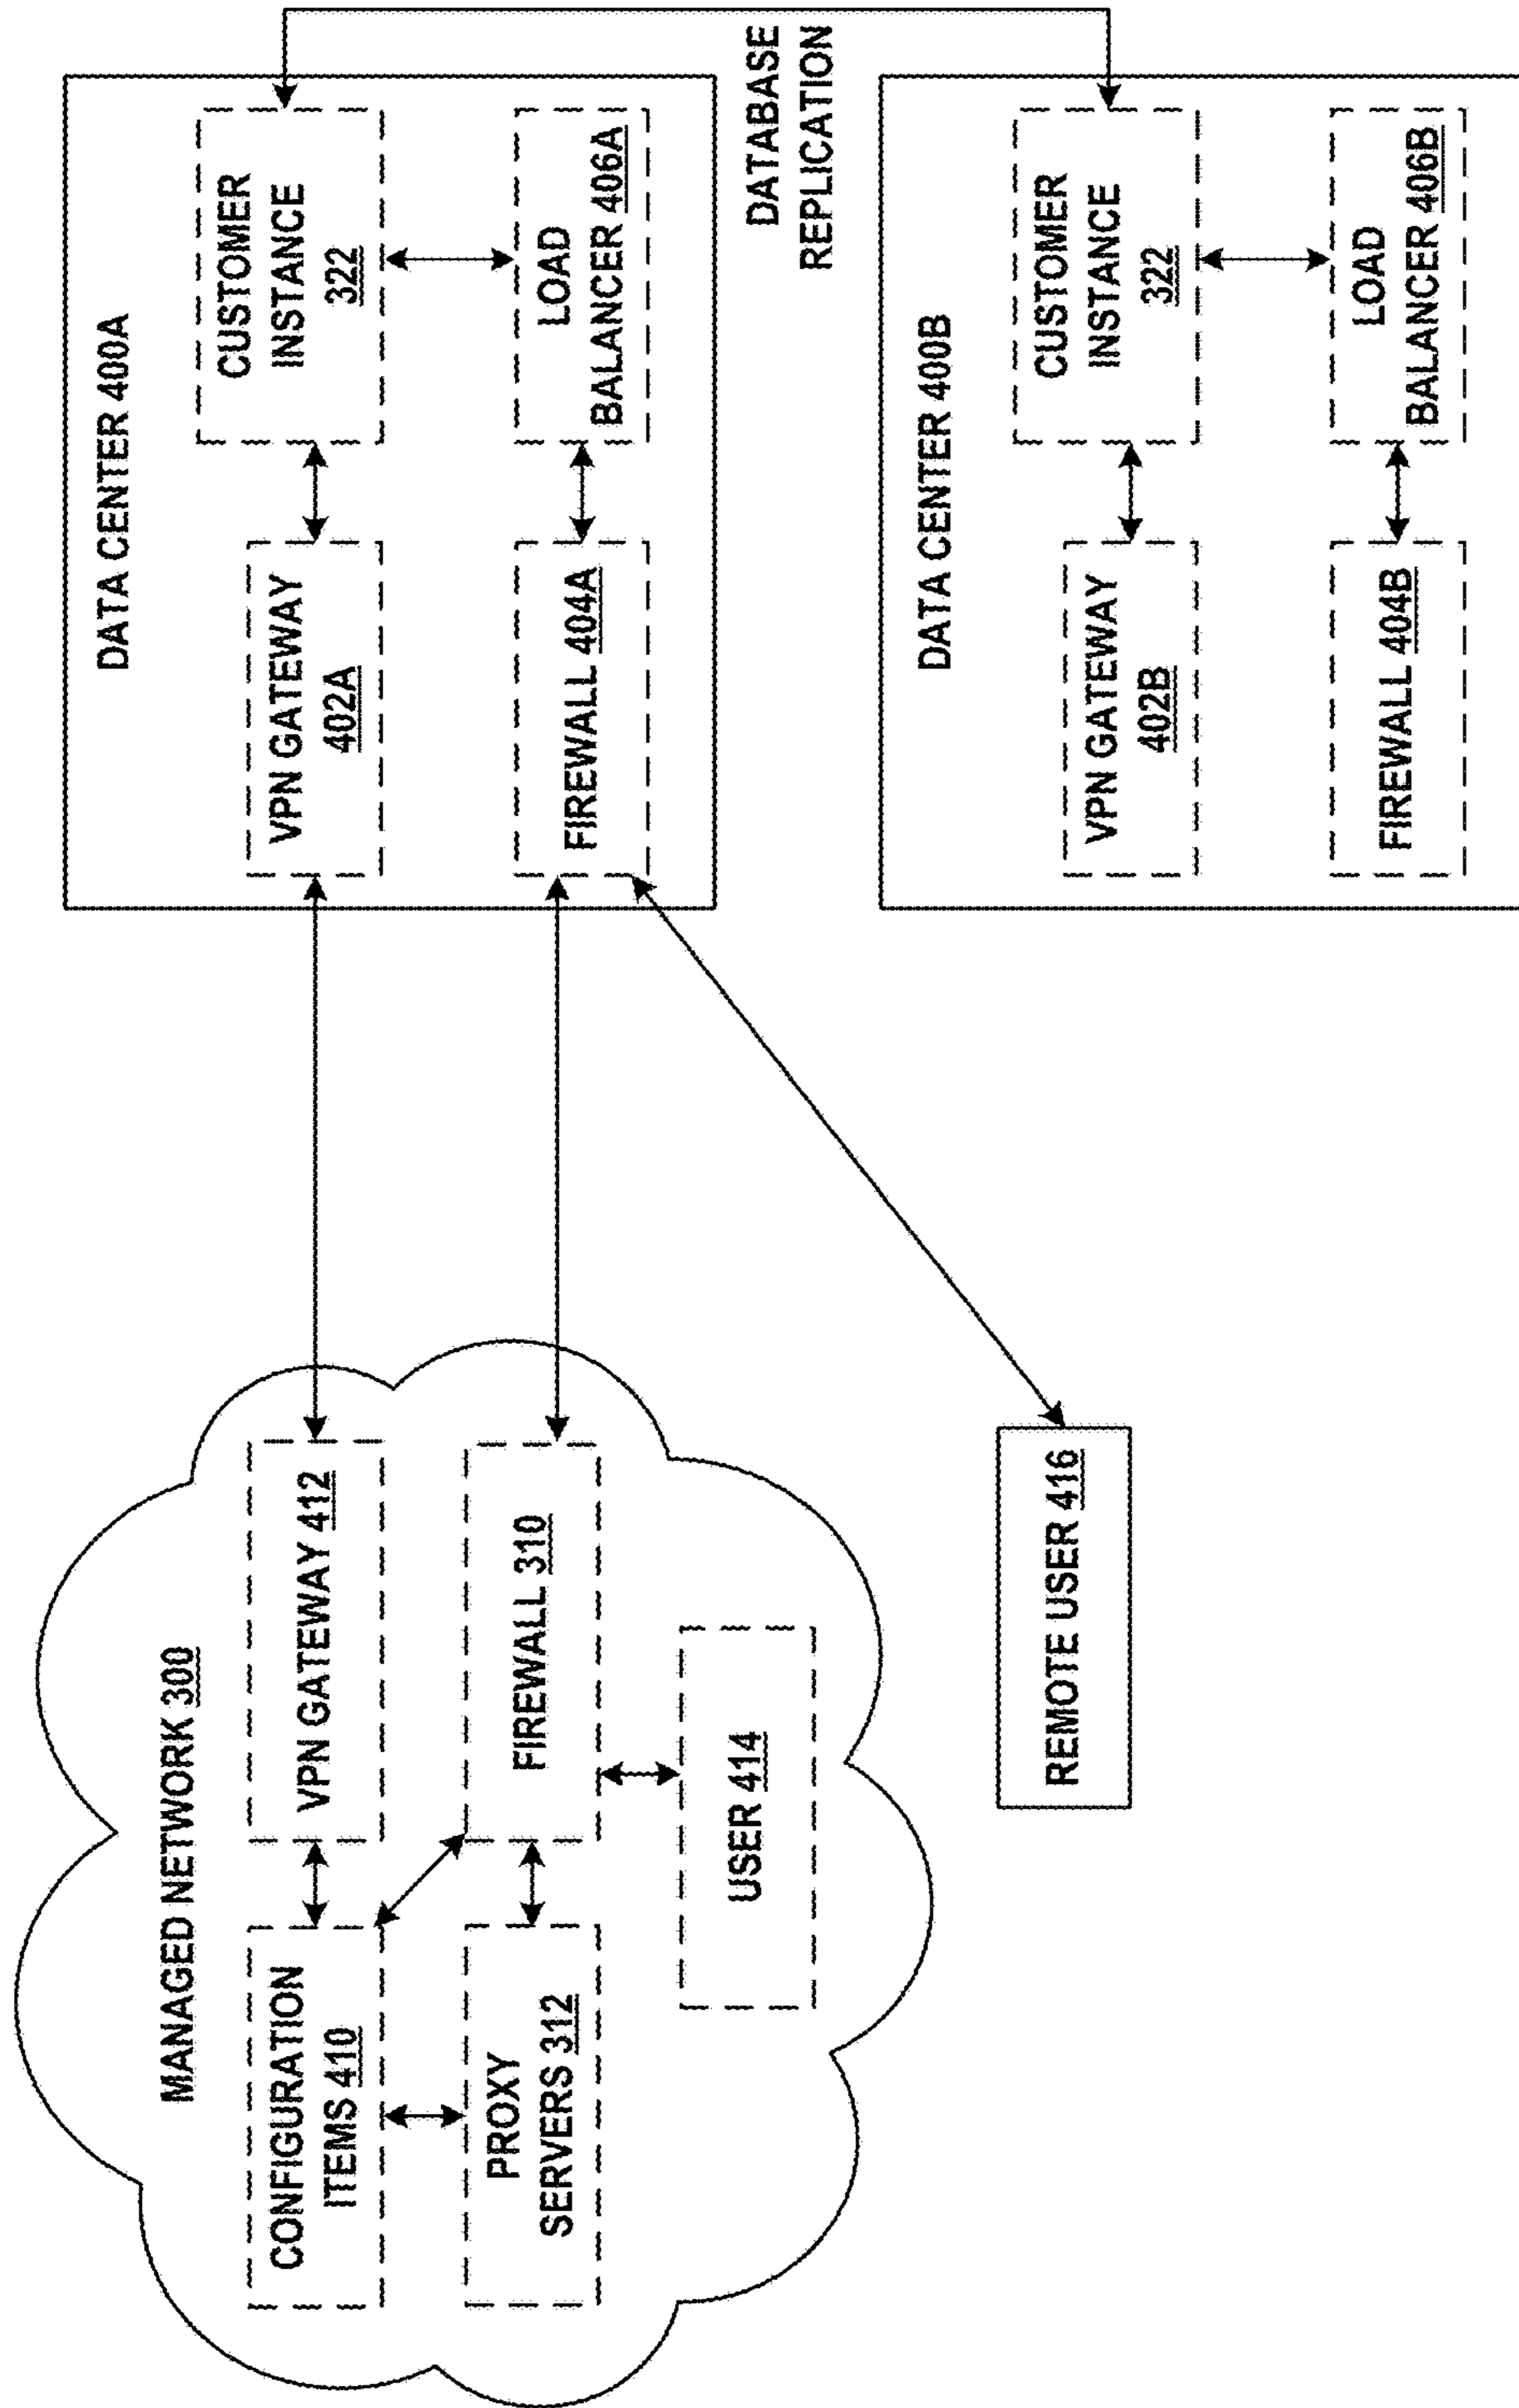 MANAGED NETWORK 300
CONFIGURATION
ITEMS 410
VPN GATEWAY 412
PROXY
SERVERS 312
FIREWALL 310
USER 414
REMOTE USER 416
DATA CENTER 400A
VPN GATEWAY
402A
CUSTOMER
INSTANCE
322
FIREWALL 404A
LOAD
BALANCER 406A
DATABASE
REPLICATION
DATA CENTER 400B
VPN GATEWAY
402B
CUSTOMER
INSTANCE
322
FIREWALL 404B
LOAD
BALANCER 406B